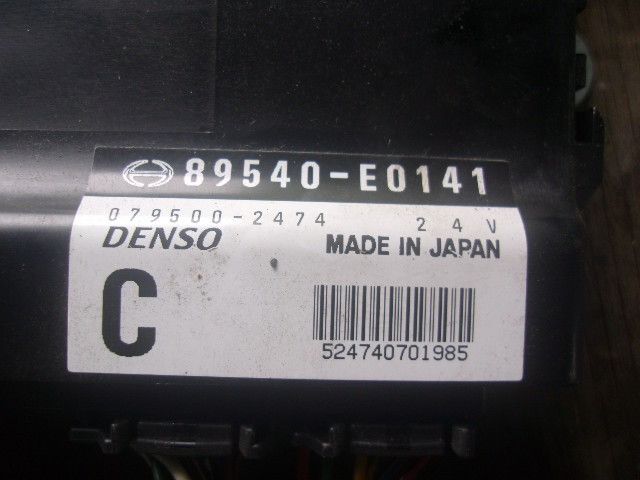 89540-E0141
079500-2474 24V
DENSO MADE IN JAPAN
C
524740701985